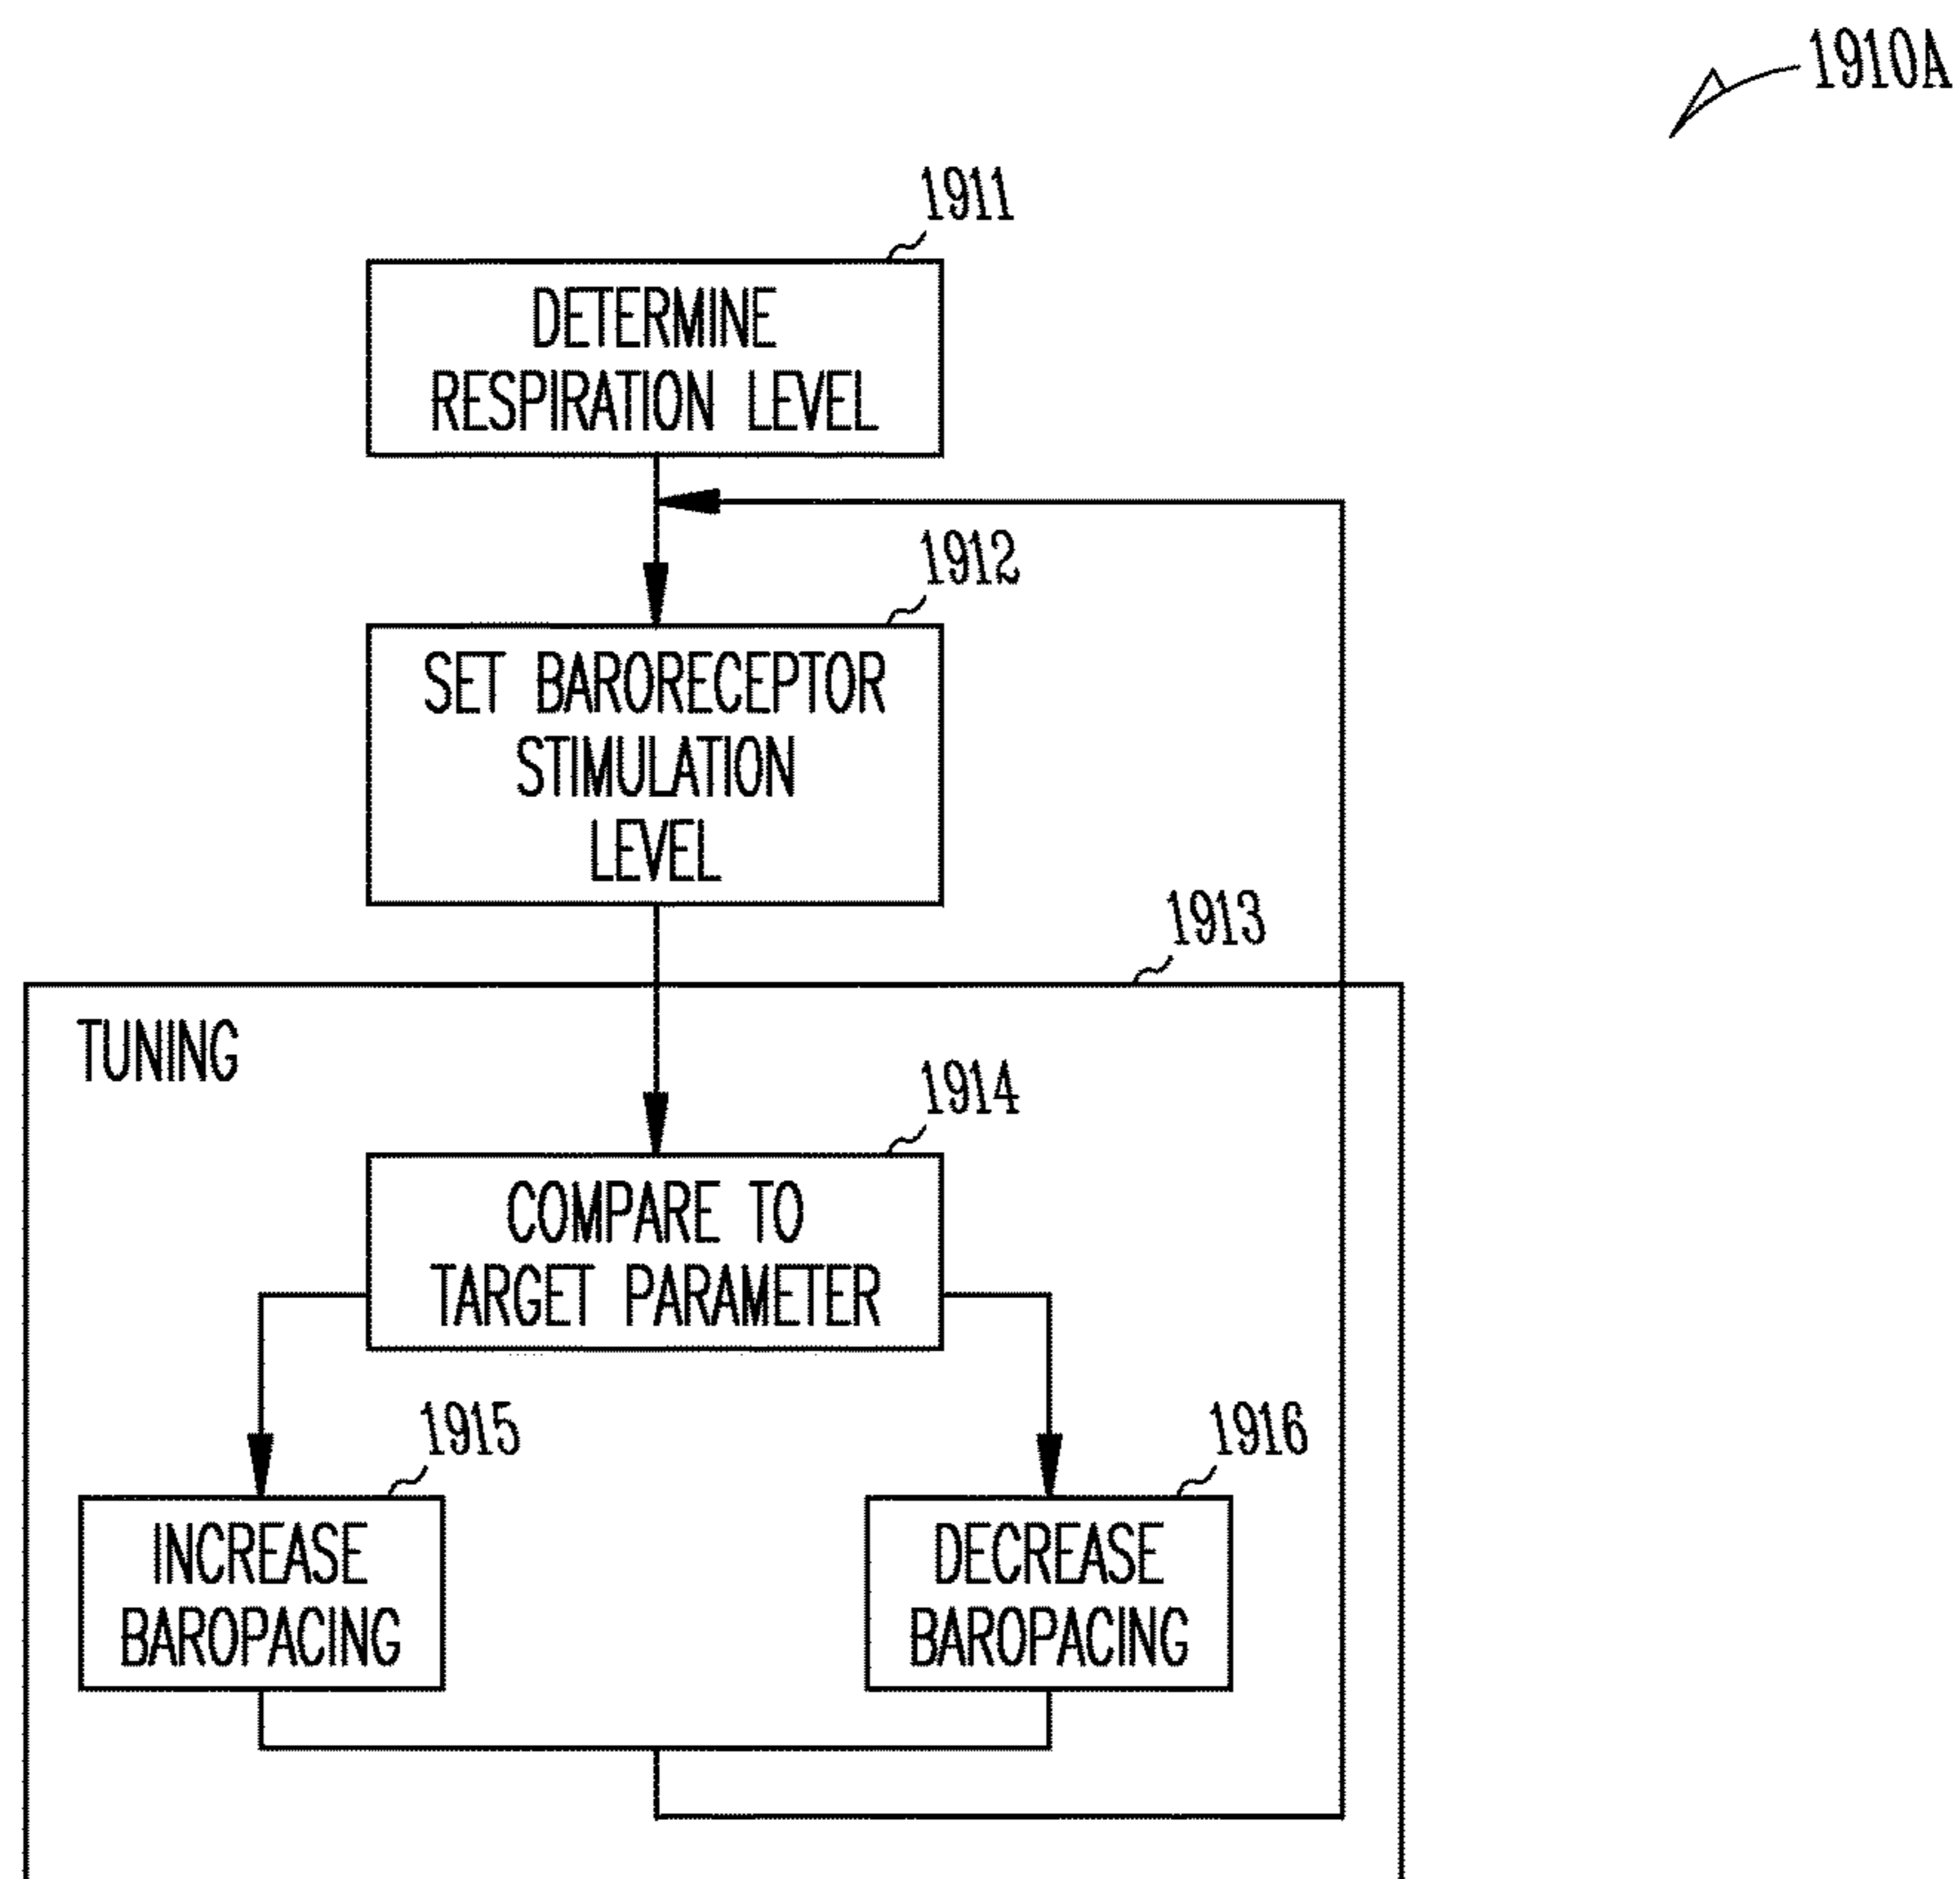 1910A
1911
DETERMINE
RESPIRATION LEVEL
1912
SET BARORECEPTOR
STIMULATION
LEVEL
1913
TUNING
1914
COMPARE TO
TARGET PARAMETER
1915
INCREASE
BAROPACING
1916
DECREASE
BAROPACING